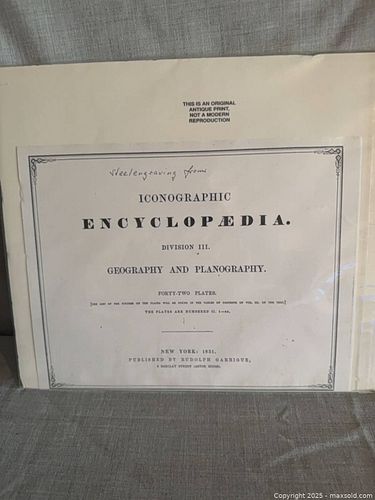 THIS IS AN ORIGINAL
ANTIQUE PRINT,
NOT A MODERN
REPRODUCTION
Steelengraving from
ICONOGRAPHIC
ENCYCLOPÆDIA.
DIVISION III.
GEOGRAPHY AND PLANOGRAPHY.
FORTY-TWO PLATES.
THE PLATES ARE NUMBERED II. 1—44.
NEW YORK: 1851.
PUBLISHED BY RUDOLPH GARRIGUE,
2 BARCLAY STREET (ASTOR HOUSE).
Copyright 2025 - maxsold.com